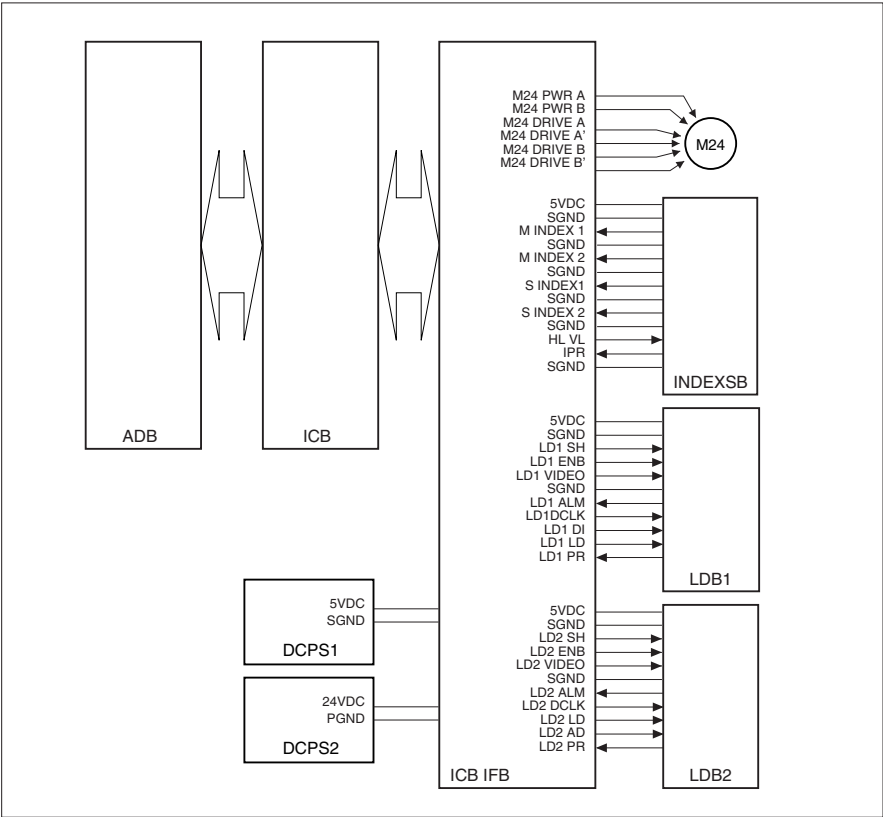 M24 PWR A
M24 PWR B
M24 DRIVE A
M24 DRIVE A'
M24 DRIVE B
M24 DRIVE B'
M24
5VDC
SGND
M INDEX 1
SGND
M INDEX 2
SGND
S INDEX1
SGND
S INDEX 2
SGND
HL VL
IPR
SGND
INDEXSB
ADB
ICB
5VDC
SGND
LD1 SH
LD1 ENB
LD1 VIDEO
SGND
LD1 ALM
LD1DCLK
LD1 DI
LD1 LD
LD1 PR
LDB1
5VDC
SGND
DCPS1
24VDC
PGND
DCPS2
5VDC
SGND
LD2 SH
LD2 ENB
LD2 VIDEO
SGND
LD2 ALM
LD2 DCLK
LD2 LD
LD2 AD
LD2 PR
ICB IFB
LDB2